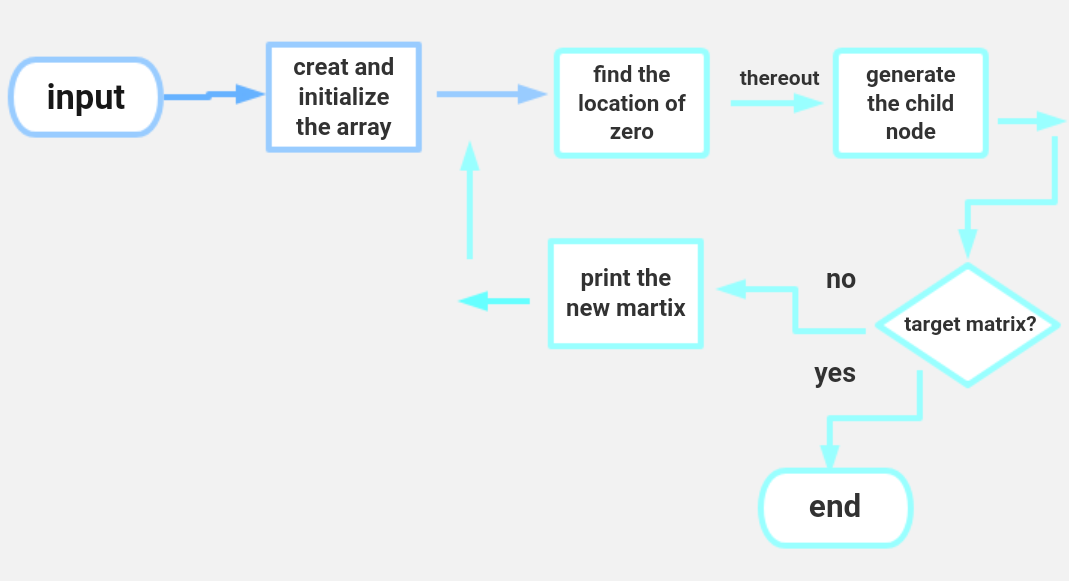 input
creat and
initialize
the array
find the
location of
zero
thereout
generate
the child
node
target matrix?
no
print the
new martix
yes
end